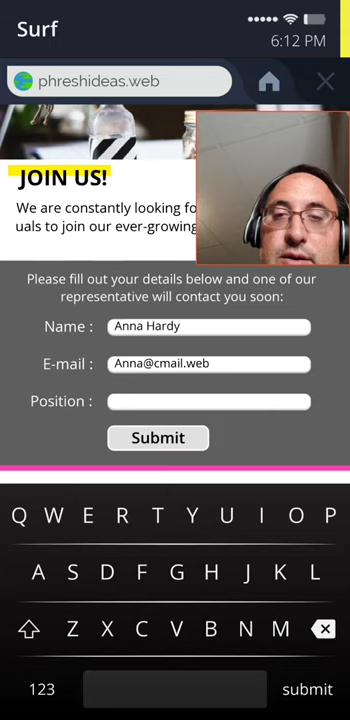 Surf
6:12 PM
phreshideas.web
JOIN US!
We are constantly looking fo
uals to join our ever-growing
Please fill out your details below and one of our
representative will contact you soon:
Name : Anna Hardy
E-mail : Anna@cmail.web
Position :
Submit
Q W E R T Y U I O P
A S D F G H J K L
Z X C V B N M
123 submit